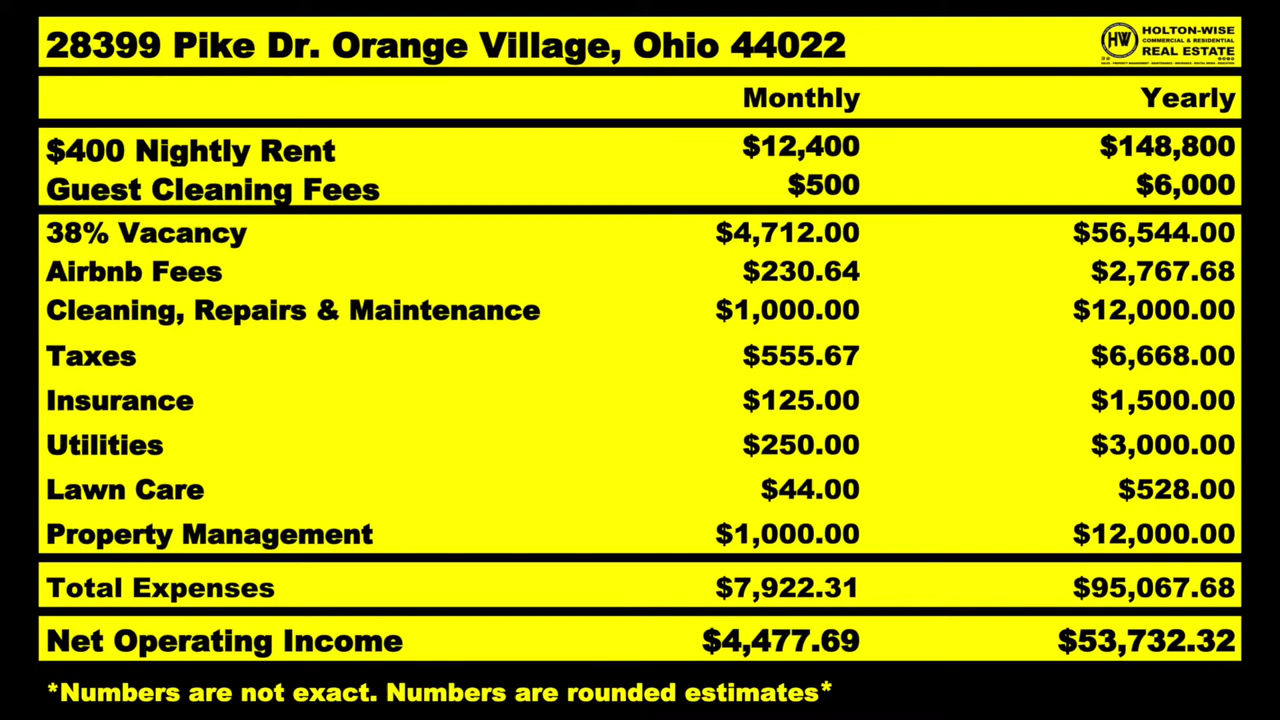 28399 Pike Dr. Orange Village, Ohio 44022
HW HOLTON-WISE
COMMERCIAL & RESIDENTIAL
REAL ESTATE
Monthly Yearly
$400 Nightly Rent $12,400 $148,800
Guest Cleaning Fees $500 $6,000
38% Vacancy $4,712.00 $56,544.00
Airbnb Fees $230.64 $2,767.68
Cleaning, Repairs & Maintenance $1,000.00 $12,000.00
Taxes $555.67 $6,668.00
Insurance $125.00 $1,500.00
Utilities $250.00 $3,000.00
Lawn Care $44.00 $528.00
Property Management $1,000.00 $12,000.00
Total Expenses $7,922.31 $95,067.68
Net Operating Income $4,477.69 $53,732.32
*Numbers are not exact. Numbers are rounded estimates*